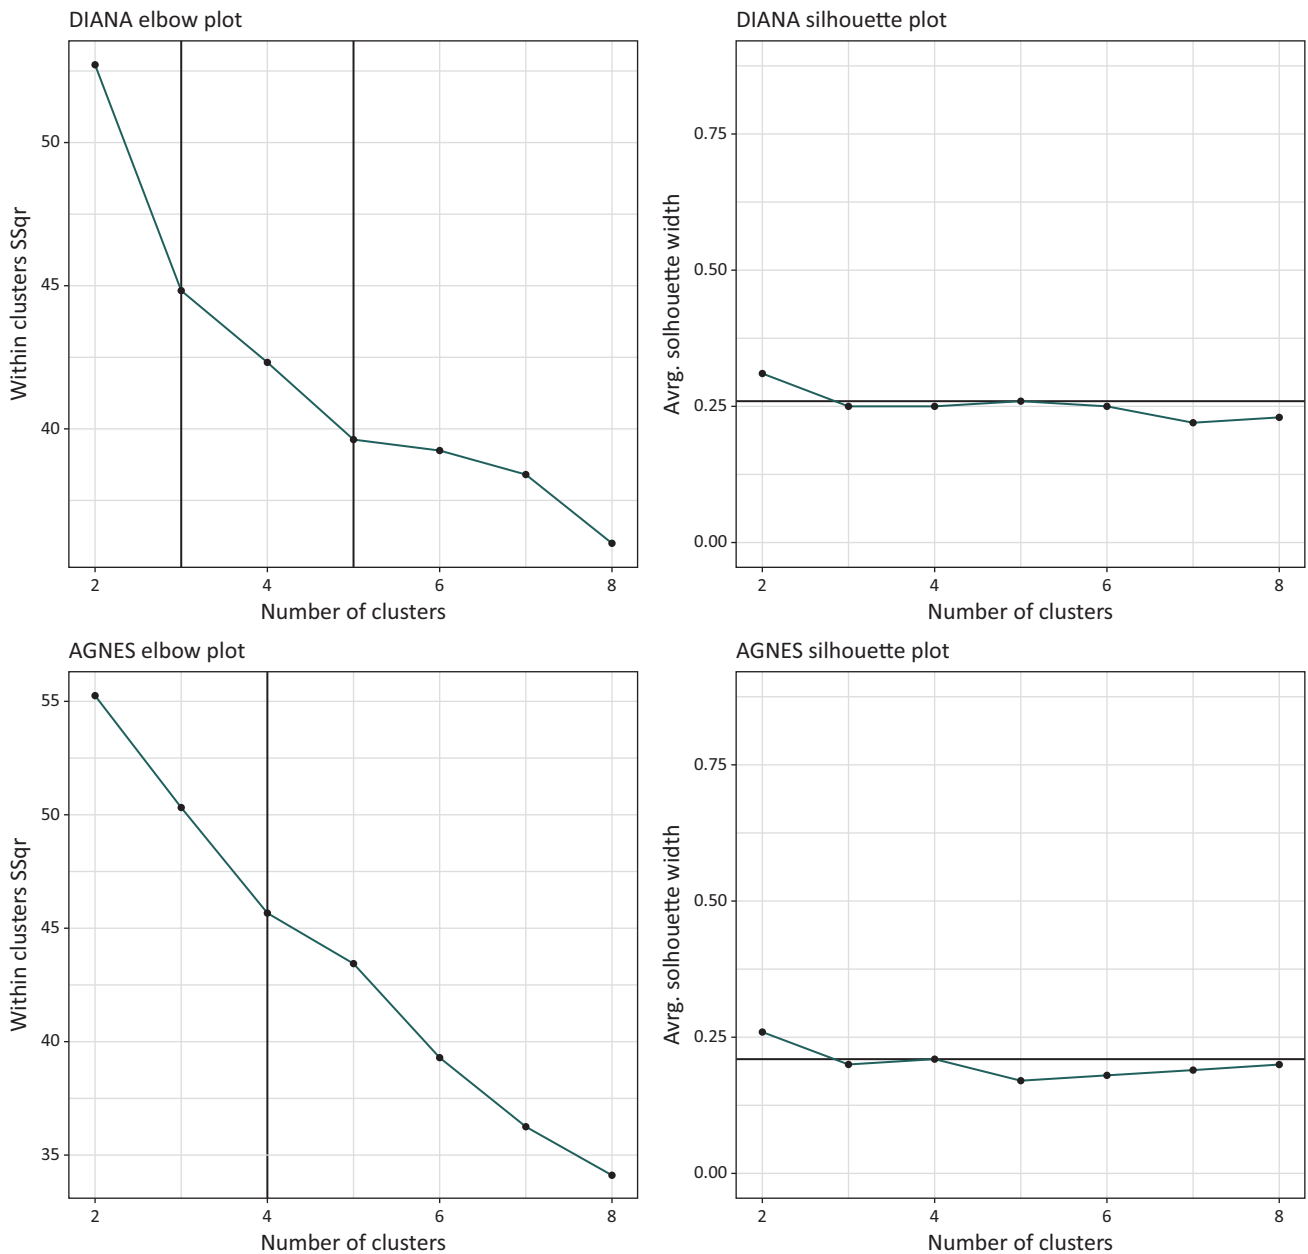 DIANA elbow plot
Within clusters SSqr
50
45
40
2 4 6 8
Number of clusters
DIANA silhouette plot
Avrg. solhouette width
0.75
0.50
0.25
0.00
2 4 6 8
Number of clusters
AGNES elbow plot
Within clusters SSqr
55
50
45
40
35
2 4 6 8
Number of clusters
AGNES silhouette plot
Avrg. solhouette width
0.75
0.50
0.25
0.00
2 4 6 8
Number of clusters